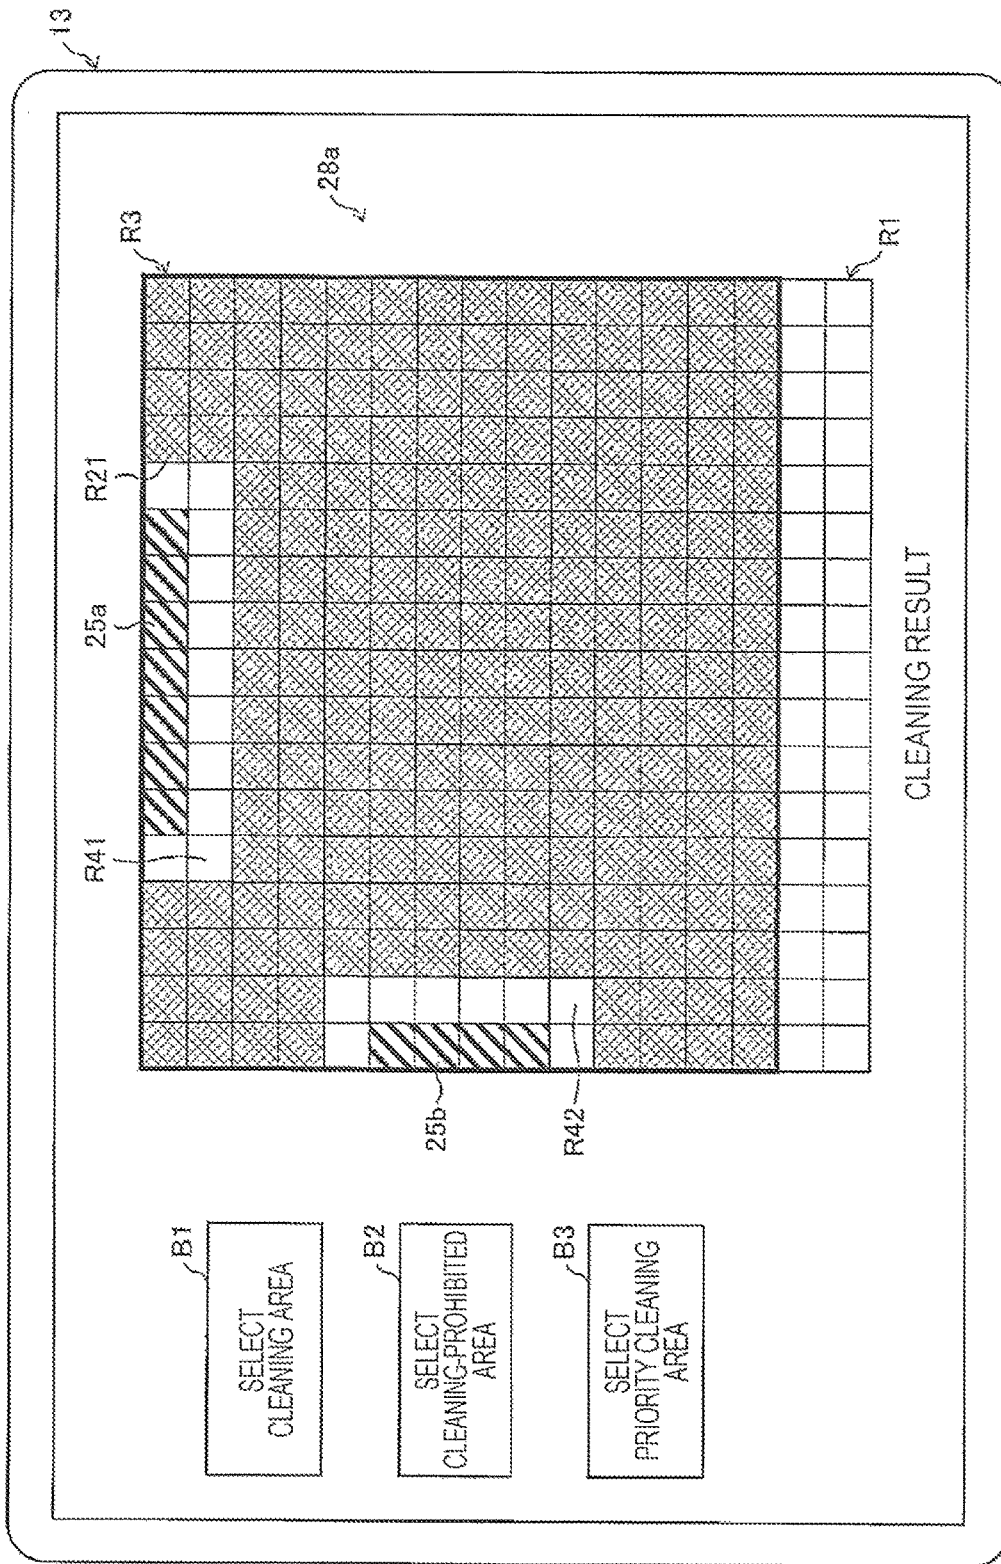 13
28a
R3
R1
R21
25a
R41
25b
R42
B1
SELECT
CLEANING AREA
B2
SELECT
CLEANING-PROHIBITED
AREA
B3
SELECT
PRIORITY CLEANING
AREA
CLEANING RESULT